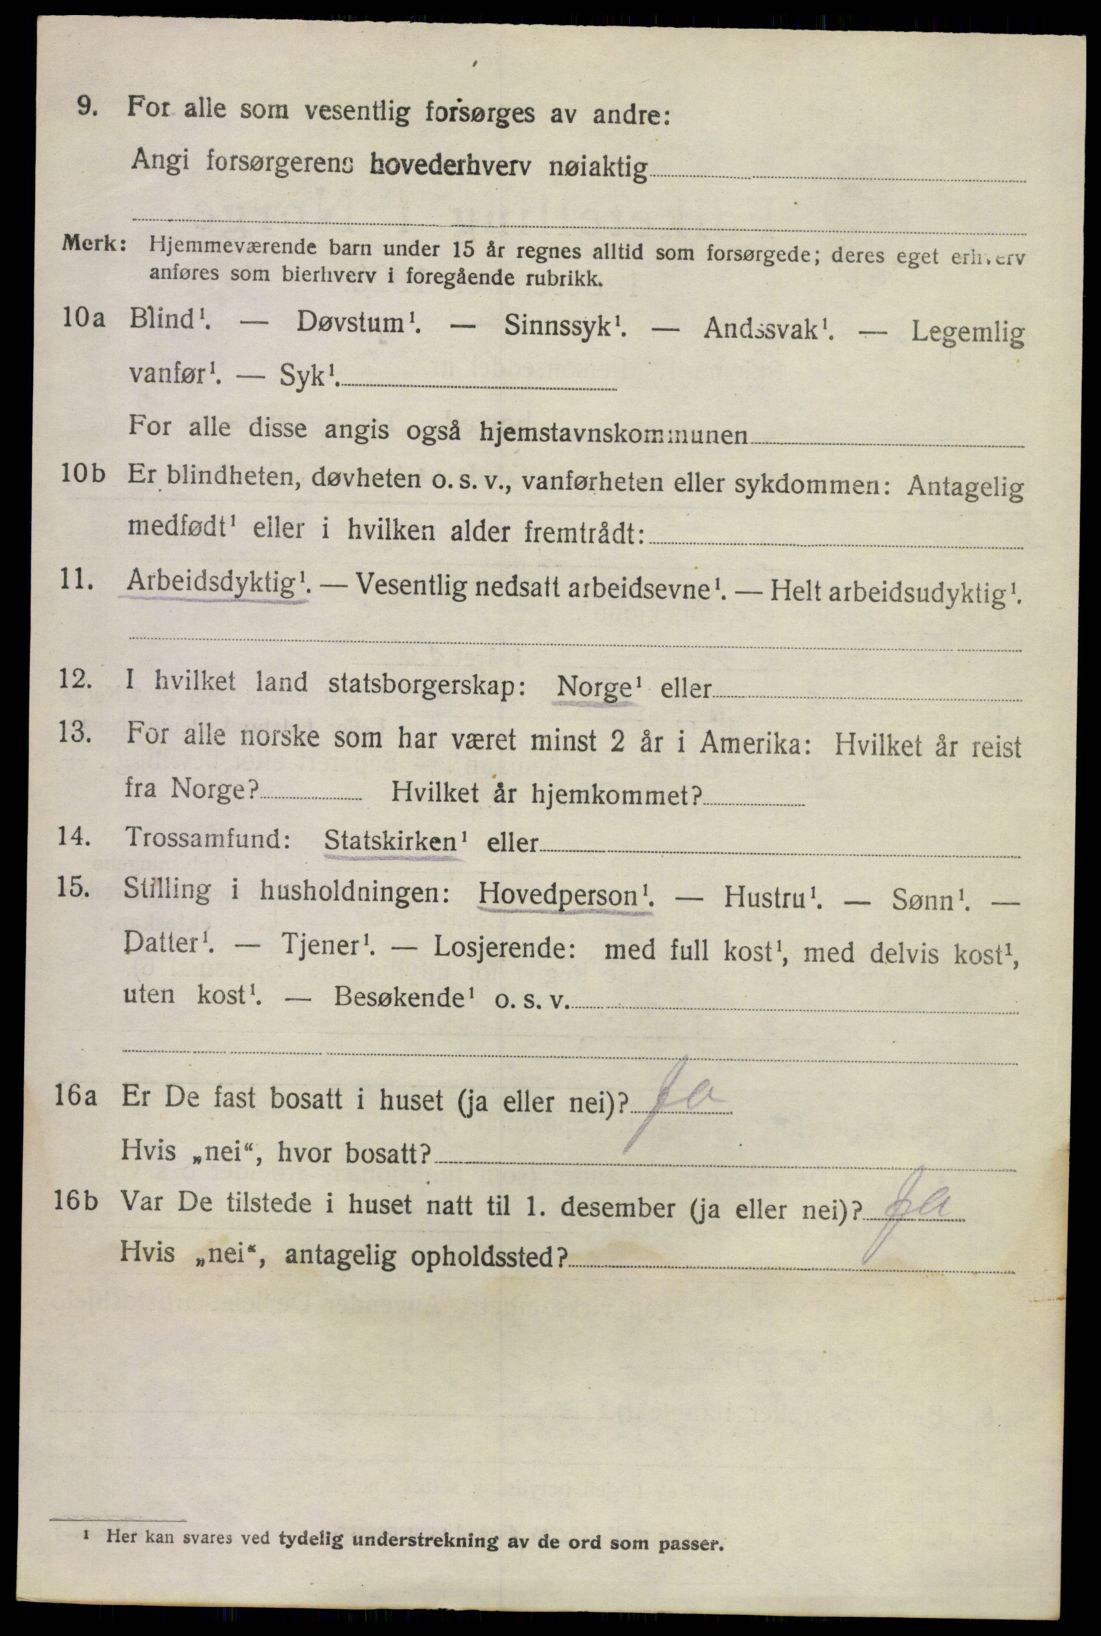 9. For alle som vesentlig forsørges av andre:
Angi forsørgerens hovederhverv nøiaktig
Merk: Hjemmeværende barn under 15 år regnes alltid som forsørgede; deres eget erhverv
anføres som bierhverv i foregående rubrikk.
10a Blind¹. — Døvstum¹. — Sinnssyk¹. — Andssvak¹. — Legemlig
vanfør¹. — Syk¹.
For alle disse angis også hjemstavnskommunen
10b Er blindheten, døvheten o. s. v., vanførheten eller sykdommen: Antagelig
medfødt¹ eller i hvilken alder fremtrådt:
11. Arbeidsdyktig¹. — Vesentlig nedsatt arbeidsevne¹. — Helt arbeidsudyktig¹.
12. I hvilket land statsborgerskap: Norge¹ eller
13. For alle norske som har været minst 2 år i Amerika: Hvilket år reist
fra Norge? Hvilket år hjemkommet?
14. Trossamfund: Statskirken¹ eller
15. Stilling i husholdningen: Hovedperson¹. — Hustru¹. — Sønn¹. —
Datter¹. — Tjener¹. — Losjerende: med full kost¹, med delvis kost¹,
uten kost¹. — Besøkende¹ o. s. v.
16a Er De fast bosatt i huset (ja eller nei)? Ja
Hvis „nei“, hvor bosatt?
16b Var De tilstede i huset natt til 1. desember (ja eller nei)? Ja
Hvis „nei“, antagelig opholdssted?
¹ Her kan svares ved tydelig understrekning av de ord som passer.